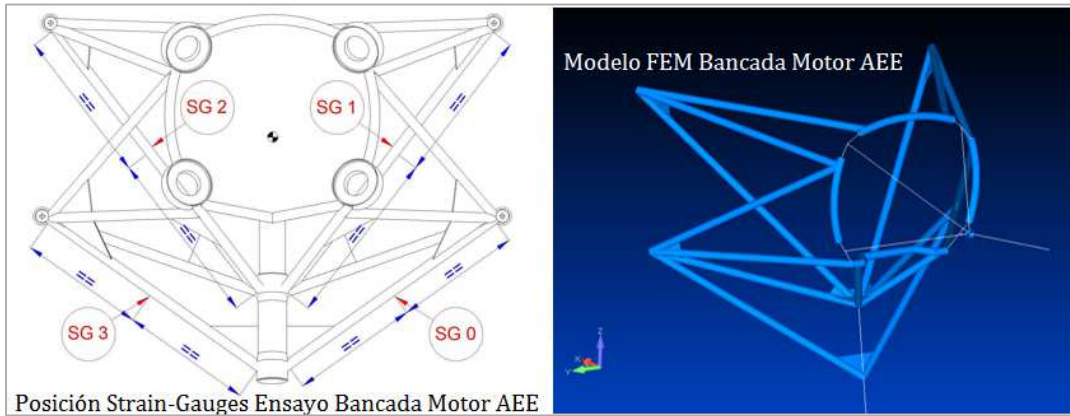 SG 2
SG 1
SG 3
SG 0
=
=
=
=
=
=
=
=
Posición Strain-Gauges Ensayo Bancada Motor AEE
Modelo FEM Bancada Motor AEE
Z
X
Y